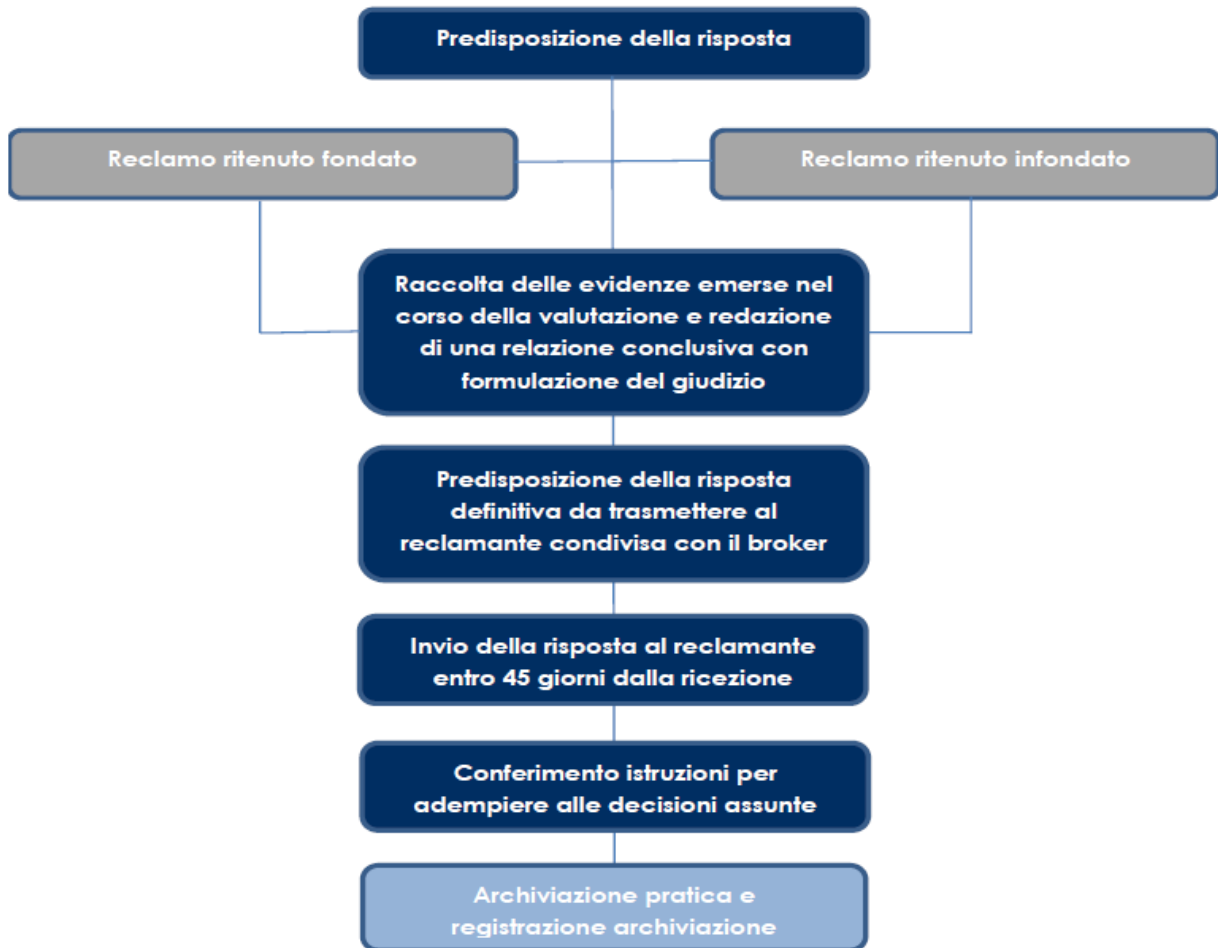 Predisposizione della risposta
Reclamo ritenuto fondato
Reclamo ritenuto infondato
Raccolta delle evidenze emerse nel
corso della valutazione e redazione
di una relazione conclusiva con
formulazione del giudizio
Predisposizione della risposta
definitiva da trasmettere al
reclamante condivisa con il broker
Invio della risposta al reclamante
entro 45 giorni dalla ricezione
Conferimento istruzioni per
adempiere alle decisioni assunte
Archiviazione pratica e
registrazione archiviazione